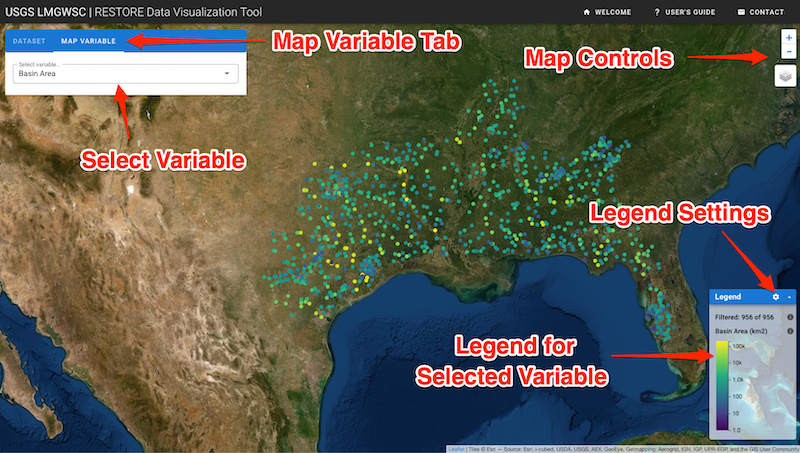 USGS LMGWSC | RESTORE Data Visualization Tool
WELCOME
? USER'S GUIDE
CONTACT
DATASET
MAP VARIABLE
Map Variable Tab
Select variable...
Basin Area
Map Controls
+
−
Select Variable
Legend Settings
Legend
Filtered: 956 of 956
Basin Area (km2)
100k
10k
1.0k
100
10
1.0
Legend for
Selected Variable
Leaflet | Tiles © Esri — Source: Esri, i-cubed, USDA, USGS, AEX, GeoEye, Getmapping, Aerogrid, IGN, IGP, UPR-EGP, and the GIS User Community